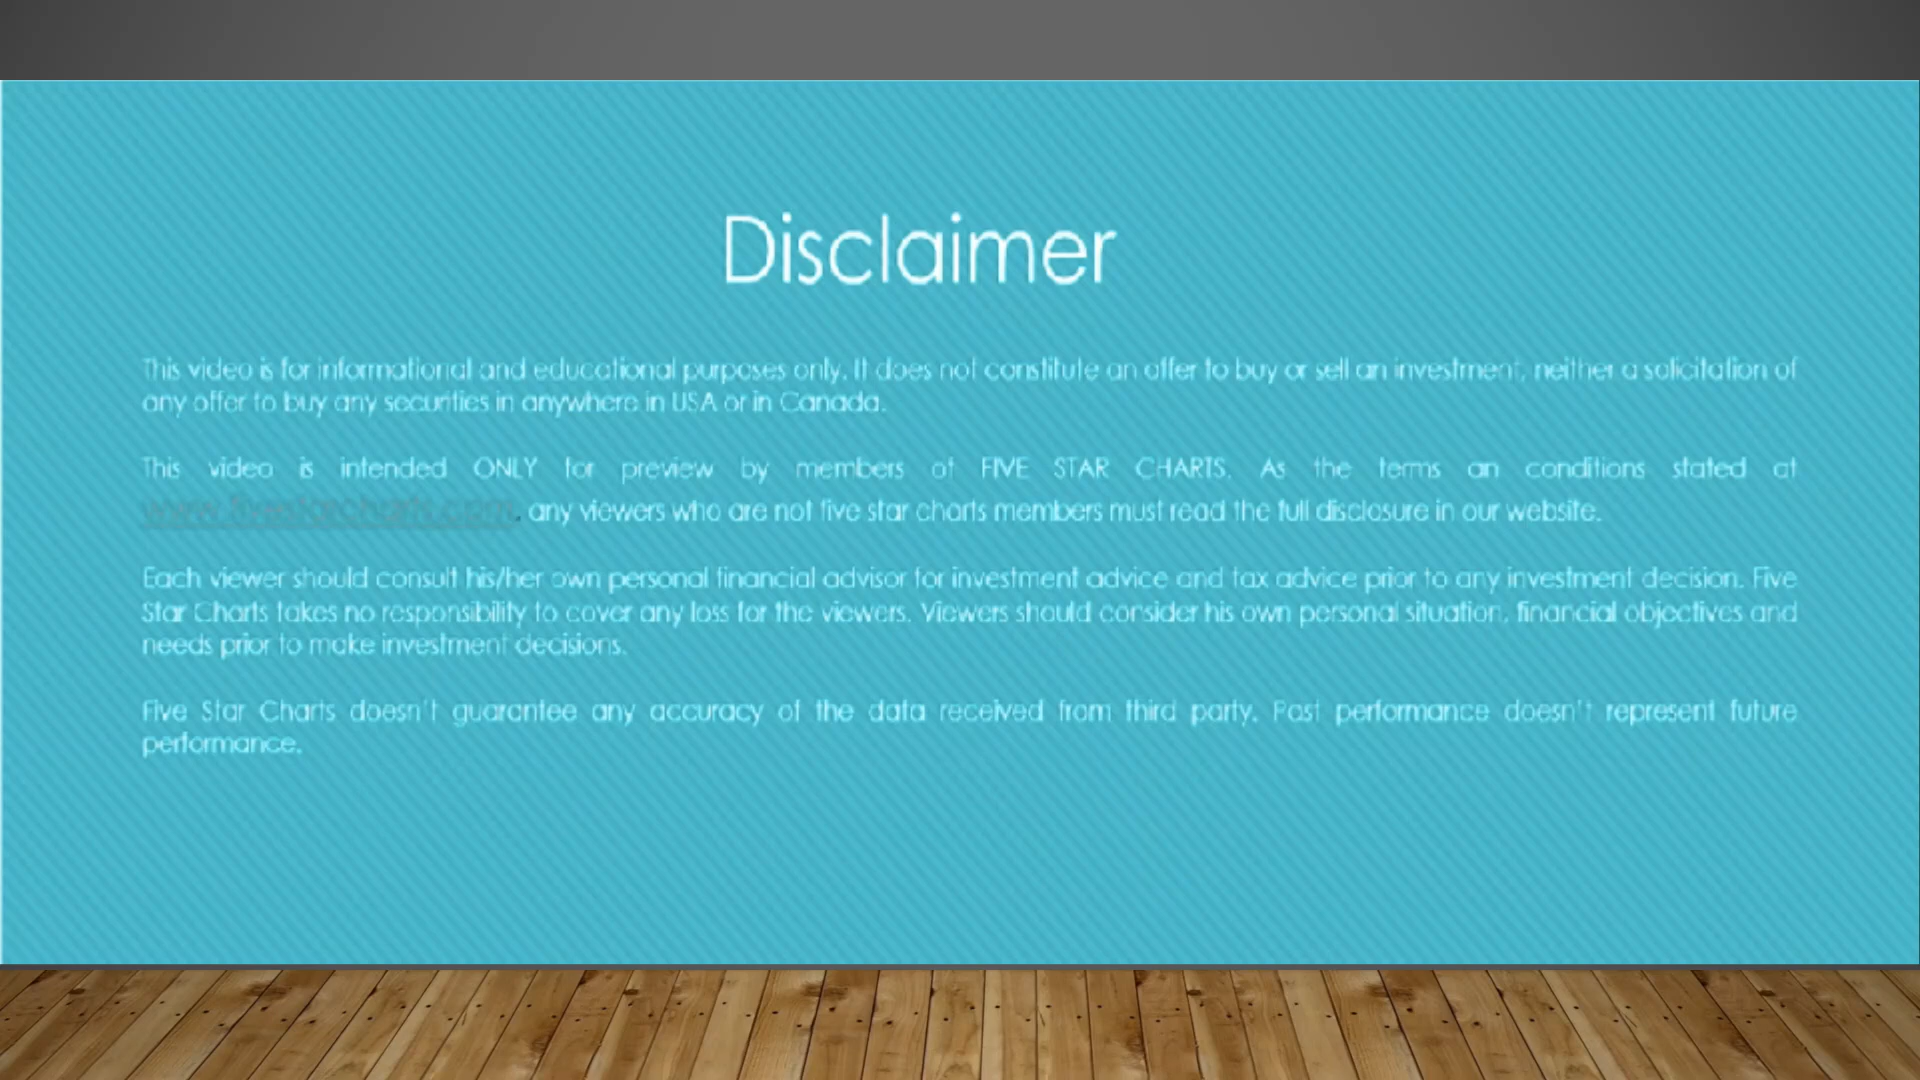 Disclaimer
This video is for informational and educational purposes only. It does not constitute an offer to buy or sell an investment, neither a solicitation of
any offer to buy any securities in anywhere in USA or in Canada.
This video is intended ONLY for preview by members of FIVE STAR CHARTS. As the terms an conditions stated at
www.fivestarcharts.com, any viewers who are not five star charts members must read the full disclosure in our website.
Each viewer should consult his/her own personal financial advisor for investment advice and tax advice prior to any investment decision. Five
Star Charts takes no responsibility to cover any loss for the viewers. Viewers should consider his own personal situation, financial objectives and
needs prior to make investment decisions.
Five Star Charts doesn't guarantee any accuracy of the data received from third party. Past performance doesn't represent future
performance.